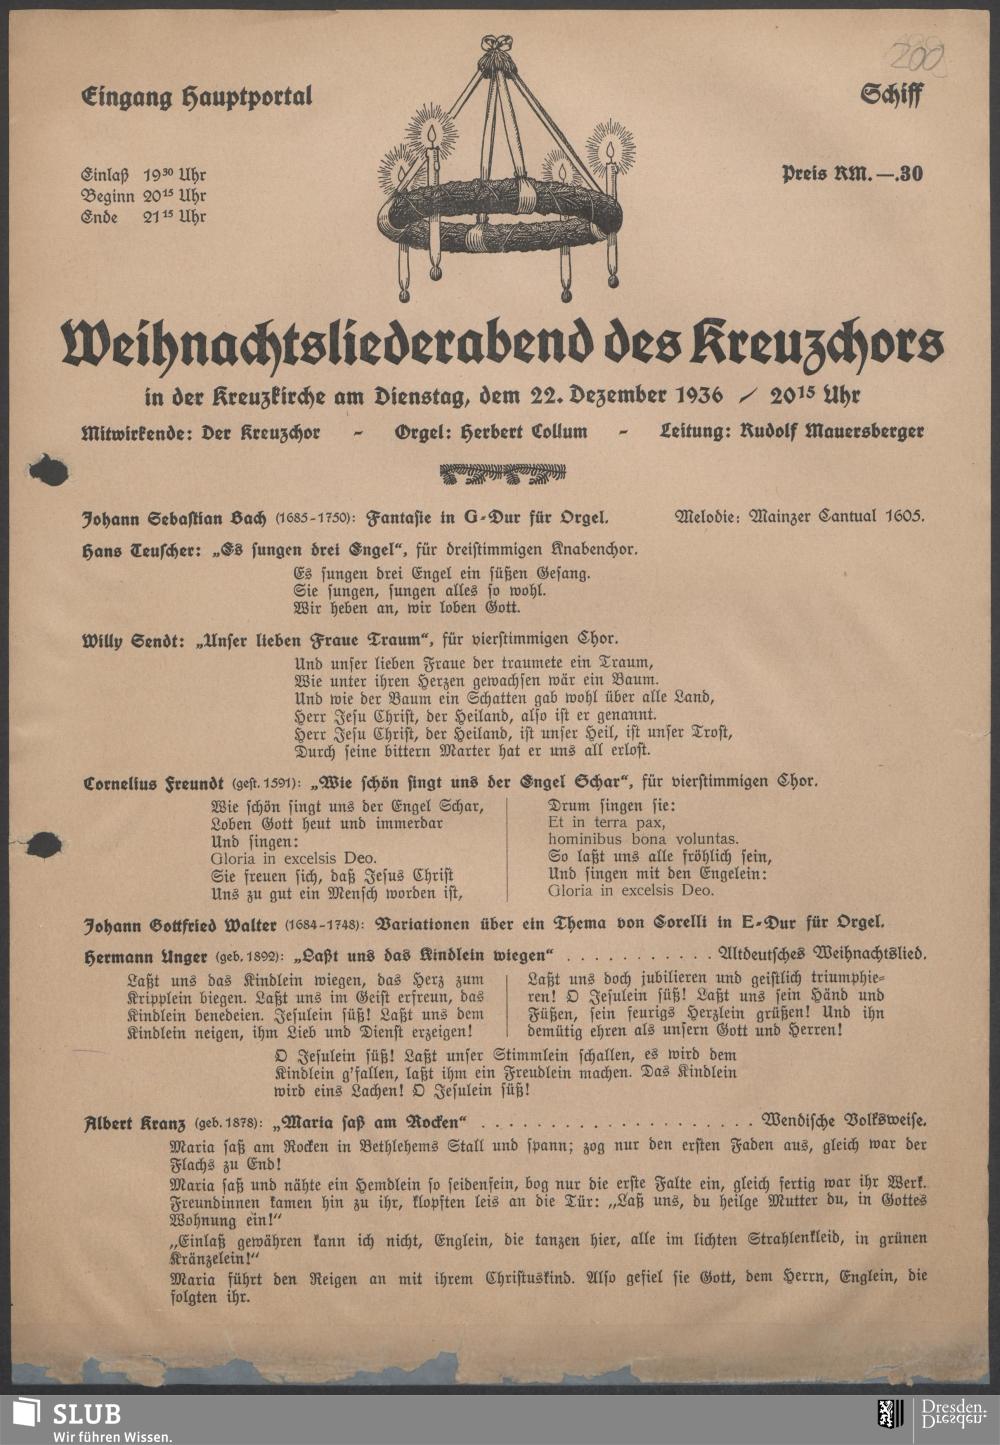 200
Eingang Hauptportal
Schiff
Einlaß 19³⁰ Uhr
Beginn 20¹⁵ Uhr
Ende 21¹⁵ Uhr
Preis RM. —.30
Weihnachtsliederabend des Kreuzchors
in der Kreuzkirche am Dienstag, dem 22. Dezember 1936 / 20¹⁵ Uhr
Mitwirkende: Der Kreuzchor - Orgel: Herbert Collum - Leitung: Rudolf Mauersberger
Johann Sebastian Bach (1685-1750): Fantasie in G-Dur für Orgel. Melodie: Mainzer Cantual 1605.
Hans Teuscher: „Es sungen drei Engel“, für dreistimmigen Knabenchor.
Es sungen drei Engel ein süßen Gesang.
Sie sungen, sungen alles so wohl.
Wir heben an, wir loben Gott.
Willy Sendt: „Unser lieben Fraue Traum“, für vierstimmigen Chor.
Und unser lieben Fraue der traumete ein Traum,
Wie unter ihren Herzen gewachsen wär ein Baum.
Und wie der Baum ein Schatten gab wohl über alle Land,
Herr Jesu Christ, der Heiland, also ist er genannt.
Herr Jesu Christ, der Heiland, ist unser Heil, ist unser Trost,
Durch seine bittern Marter hat er uns all erlost.
Cornelius Freundt (gest. 1591): „Wie schön singt uns der Engel Schar“, für vierstimmigen Chor.
Wie schön singt uns der Engel Schar,
Loben Gott heut und immerdar
Und singen:
Gloria in excelsis Deo.
Sie freuen sich, daß Jesus Christ
Uns zu gut ein Mensch worden ist,
Drum singen sie:
Et in terra pax,
hominibus bona voluntas.
So laßt uns alle fröhlich sein,
Und singen mit den Engelein:
Gloria in excelsis Deo.
Johann Gottfried Walter (1684-1748): Variationen über ein Thema von Corelli in E-Dur für Orgel.
Hermann Unger (geb. 1892): „Laßt uns das Kindlein wiegen“ . . . . . . . . . . . Altdeutsches Weihnachtslied.
Laßt uns das Kindlein wiegen, das Herz zum
Kripplein biegen. Laßt uns im Geist erfreun, das
Kindlein benedeien. Jesulein süß! Laßt uns dem
Kindlein neigen, ihm Lieb und Dienst erzeigen!
Laßt uns doch jubilieren und geistlich triumphie-
ren! O Jesulein süß! Laßt uns sein Händ und
Füßen, sein feurigs Herzlein grüßen! Und ihn
demütig ehren als unsern Gott und Herren!
O Jesulein süß! Laßt unser Stimmlein schallen, es wird dem
Kindlein g'fallen, laßt ihm ein Freudlein machen. Das Kindlein
wird eins Lachen! O Jesulein süß!
Albert Kranz (geb. 1878): „Maria saß am Rocken“ . . . . . . . . . . . . . . . . . . . . Wendische Volksweise.
Maria saß am Rocken in Bethlehems Stall und spann; zog nur den ersten Faden aus, gleich war der
Flachs zu End!
Maria saß und nähte ein Hemdlein so seidenfein, bog nur die erste Falte ein, gleich fertig war ihr Werk.
Freundinnen kamen hin zu ihr, klopften leis an die Tür: „Laß uns, du heilge Mutter du, in Gottes
Wohnung ein!“
„Einlaß gewähren kann ich nicht, Englein, die tanzen hier, alle im lichten Strahlenkleid, in grünen
Kränzelein!“
Maria führt den Reigen an mit ihrem Christuskind. Also gefiel sie Gott, dem Herrn, Englein, die
folgten ihr.
SLUB
Wir führen Wissen.
Dresden.
Dresden.